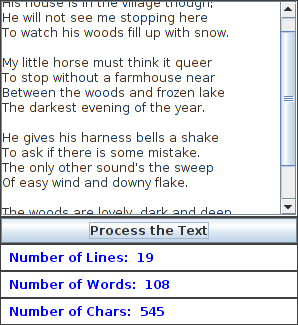 His house is in the village though;
He will not see me stopping here
To watch his woods fill up with snow.
My little horse must think it queer
To stop without a farmhouse near
Between the woods and frozen lake
The darkest evening of the year.
He gives his harness bells a shake
To ask if there is some mistake.
The only other sound's the sweep
Of easy wind and downy flake.
The woods are lovely, dark and deep
Process the Text
Number of Lines: 19
Number of Words: 108
Number of Chars: 545